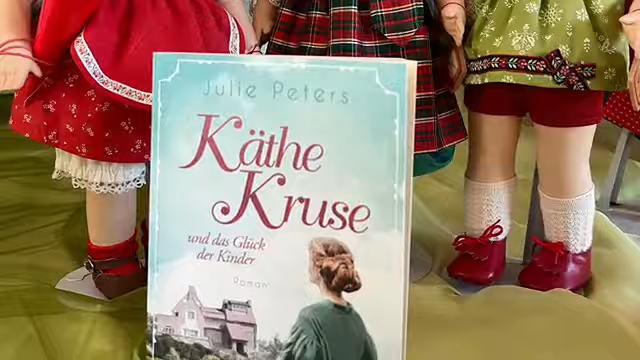 Julie Peters
Käthe
Kruse
und das Glück
der Kinder
Roman